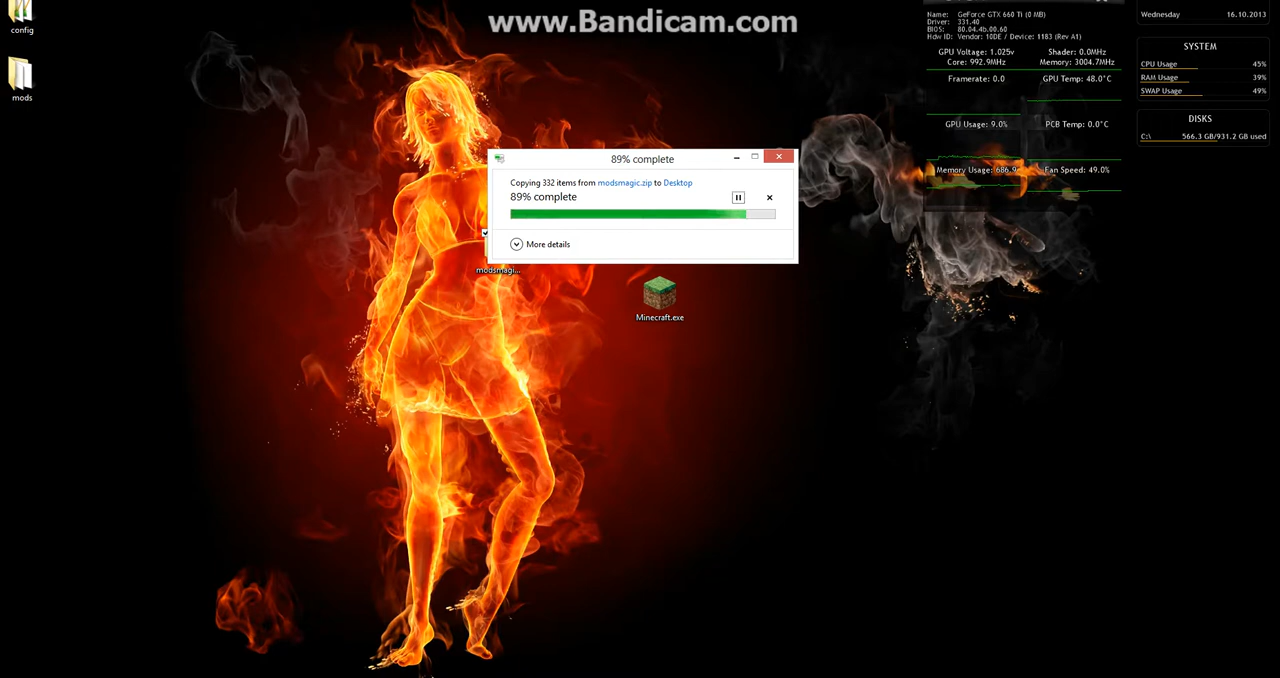 www.Bandicam.com
config
mods
Name: GeForce GTX 660 Ti (0 MB)
Driver: 331.40
BIOS: 80.04.4b.00.60
Hdw ID: Vendor: 10DE / Device: 1183 (Rev A1)
GPU Voltage: 1.025v
Shader: 0.0MHz
Core: 992.9MHz
Memory: 3004.7MHz
Framerate: 0.0
GPU Temp: 48.0°C
GPU Usage: 9.0%
PCB Temp: 0.0°C
Memory Usage: 686.9
Fan Speed: 49.0%
Wednesday 16.10.2013
SYSTEM
CPU Usage 45%
RAM Usage 39%
SWAP Usage 49%
DISKS
C:\ 566.3 GB/931.2 GB used
89% complete
Copying 332 items from modsmagic.zip to Desktop
89% complete
More details
modsmagi...
Minecraft.exe